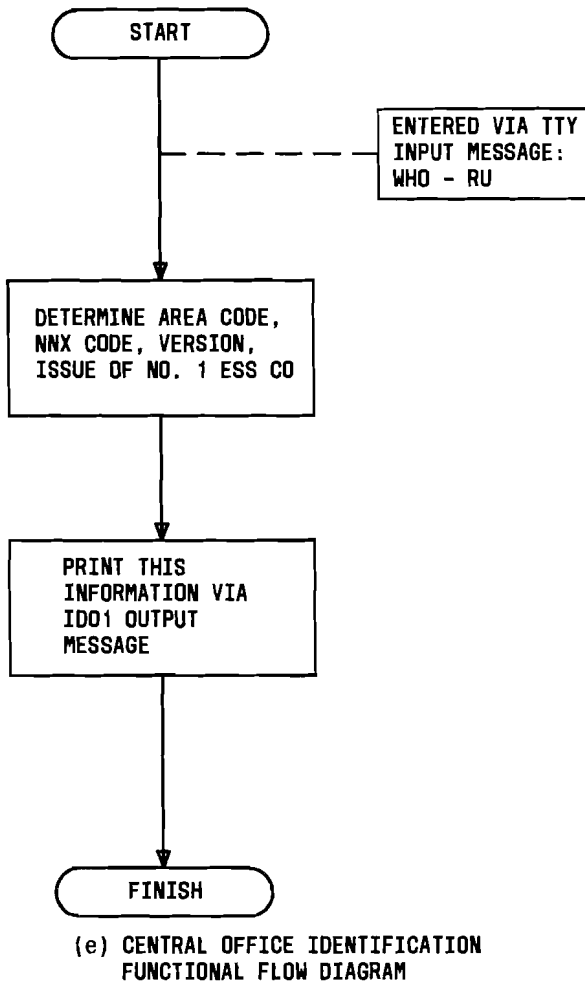 START
ENTERED VIA TTY
INPUT MESSAGE:
WHO - RU
DETERMINE AREA CODE,
NNX CODE, VERSION,
ISSUE OF NO. 1 ESS CO
PRINT THIS
INFORMATION VIA
ID01 OUTPUT
MESSAGE
FINISH
(e) CENTRAL OFFICE IDENTIFICATION
FUNCTIONAL FLOW DIAGRAM